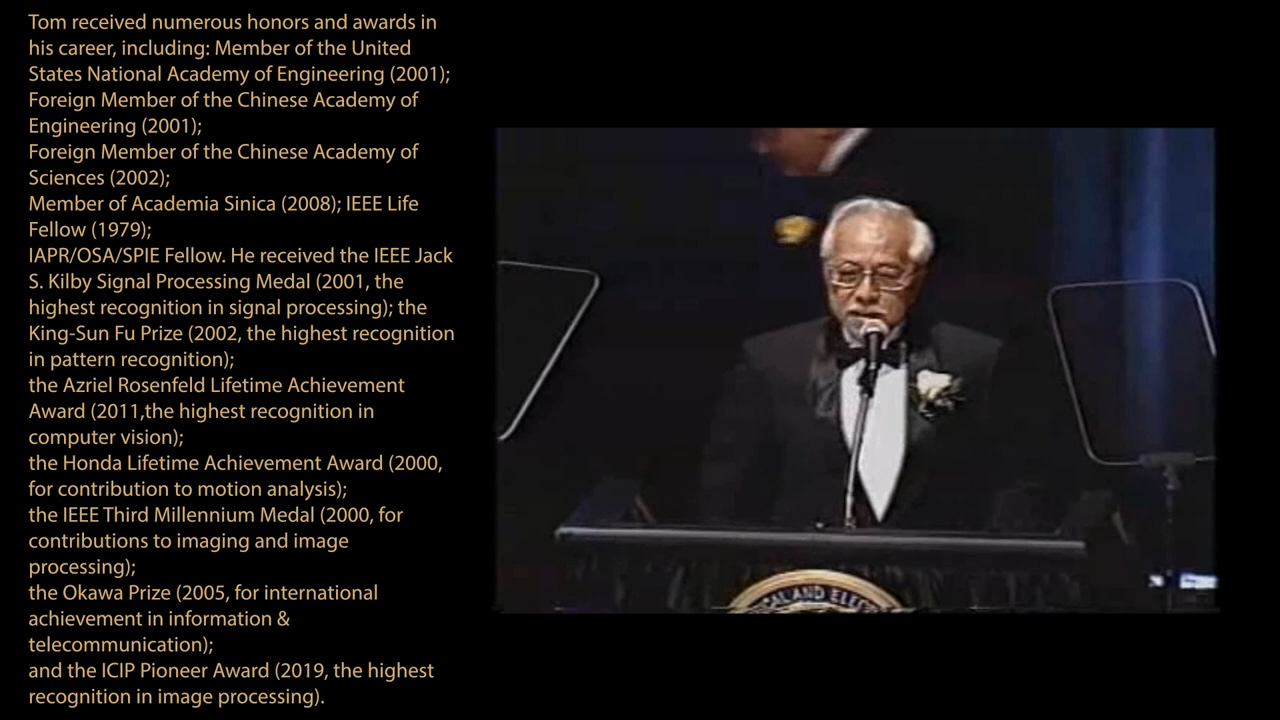 Tom received numerous honors and awards in
his career, including: Member of the United
States National Academy of Engineering (2001);
Foreign Member of the Chinese Academy of
Engineering (2001);
Foreign Member of the Chinese Academy of
Sciences (2002);
Member of Academia Sinica (2008); IEEE Life
Fellow (1979);
IAPR/OSA/SPIE Fellow. He received the IEEE Jack
S. Kilby Signal Processing Medal (2001, the
highest recognition in signal processing); the
King-Sun Fu Prize (2002, the highest recognition
in pattern recognition);
the Azriel Rosenfeld Lifetime Achievement
Award (2011,the highest recognition in
computer vision);
the Honda Lifetime Achievement Award (2000,
for contribution to motion analysis);
the IEEE Third Millennium Medal (2000, for
contributions to imaging and image
processing);
the Okawa Prize (2005, for international
achievement in information &
telecommunication);
and the ICIP Pioneer Award (2019, the highest
recognition in image processing).
AND